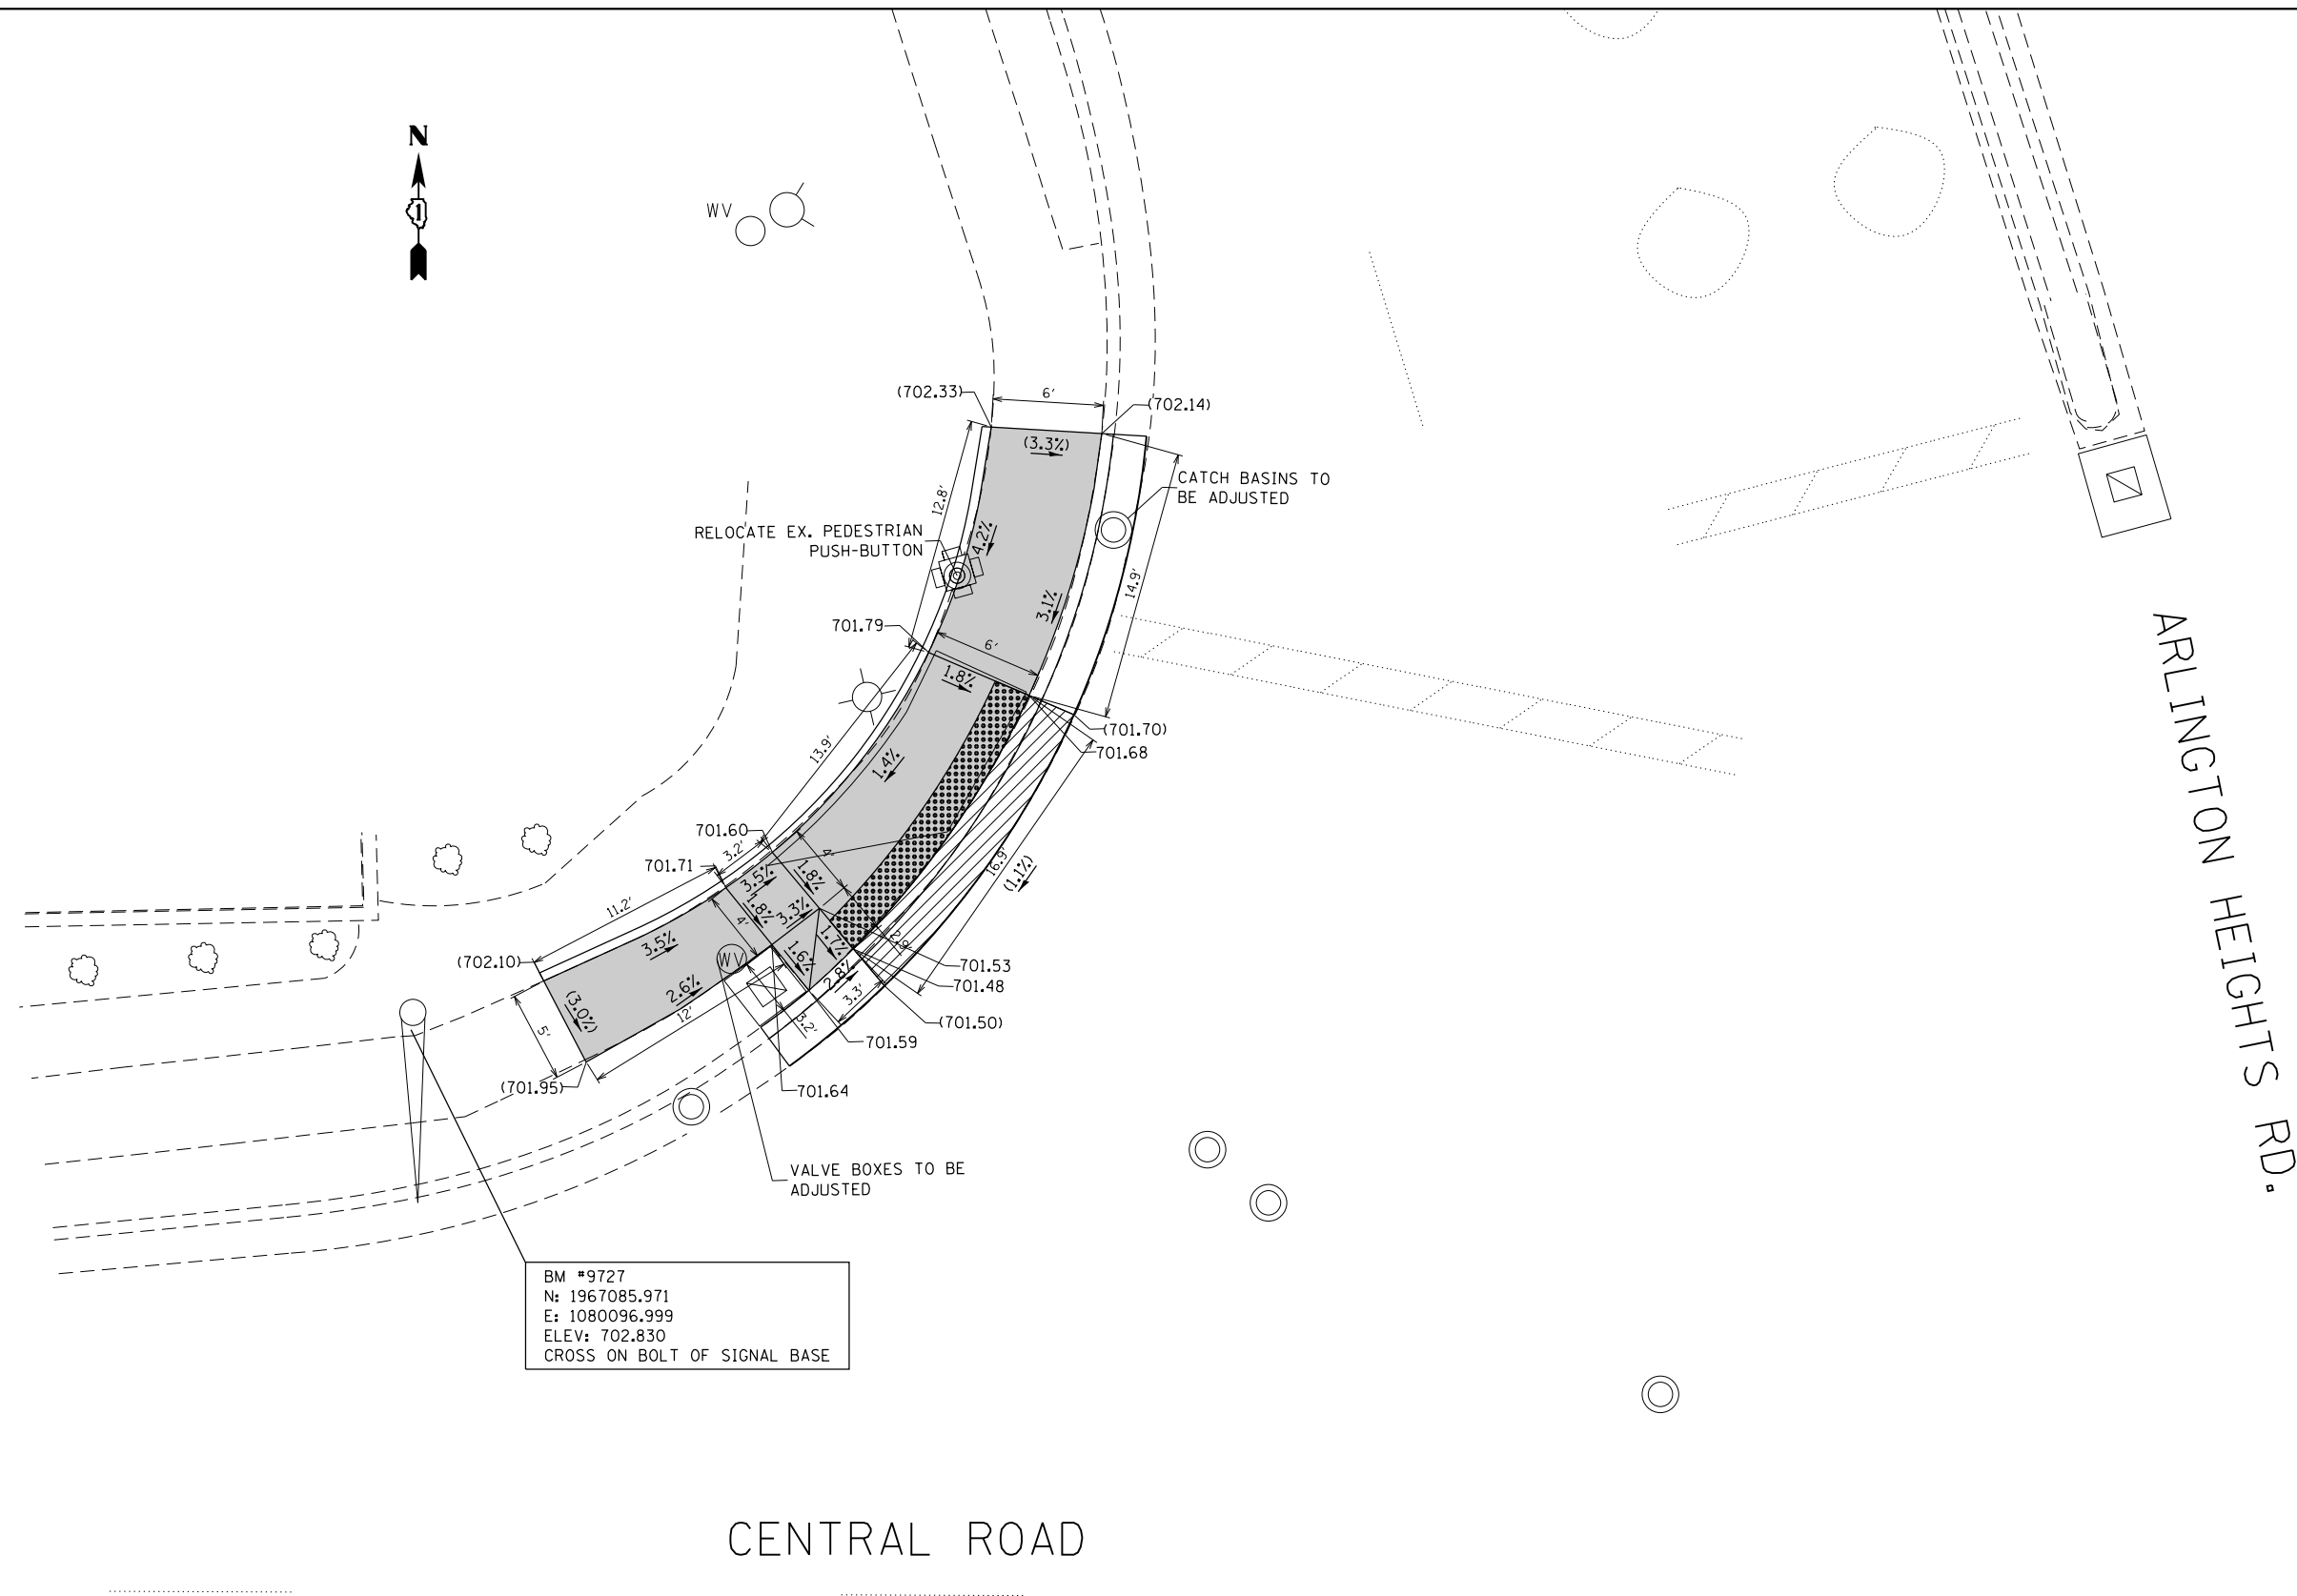 N
1
WV
(702.33)
6'
(702.14)
(3.3%)
CATCH BASINS TO
BE ADJUSTED
12.8'
RELOCATE EX. PEDESTRIAN
PUSH-BUTTON
4.2%
14.9'
3.1%
701.79
6'
1.8%
(701.70)
701.68
13.9'
1.4%
701.60
3.2'
4'
701.71
3.5%
1.8%
16.9'
(1.1%)
11.2'
1.8%
3.3%
4'
3.5%
1.7%
2.9'
(702.10)
WV
1.6%
701.53
2.8%
701.48
2.6%
3.3'
(3.0%)
12'
3.2'
5'
(701.50)
701.59
(701.95)
701.64
VALVE BOXES TO BE
ADJUSTED
BM #9727
N: 1967085.971
E: 1080096.999
ELEV: 702.830
CROSS ON BOLT OF SIGNAL BASE
ARLINGTON HEIGHTS RD.
CENTRAL ROAD